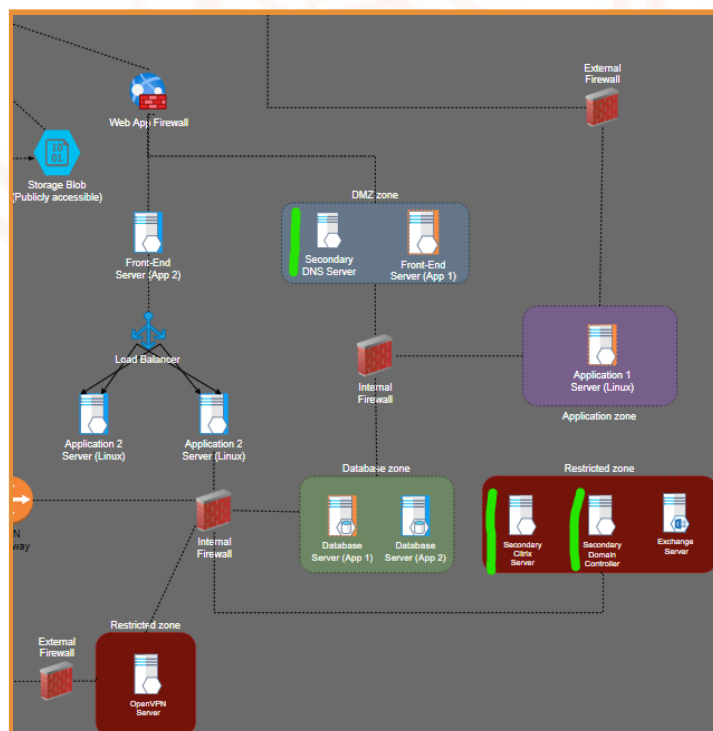 External
Firewall
Web App Firewall
10
01
Storage Blob
(Publicly accessible)
DMZ zone
Front-End
Server (App 2)
Secondary
DNS Server
Front-End
Server (App 1)
Load Balancer
Internal
Firewall
Application 1
Server (Linux)
Application zone
Application 2
Server (Linux)
Application 2
Server (Linux)
Database zone
Restricted zone
N
way
Internal
Firewall
Database
Server (App 1)
Database
Server (App 2)
Secondary
Citrix
Server
Secondary
Domain
Controller
Exchange
Server
Restricted zone
External
Firewall
OpenVPN
Server